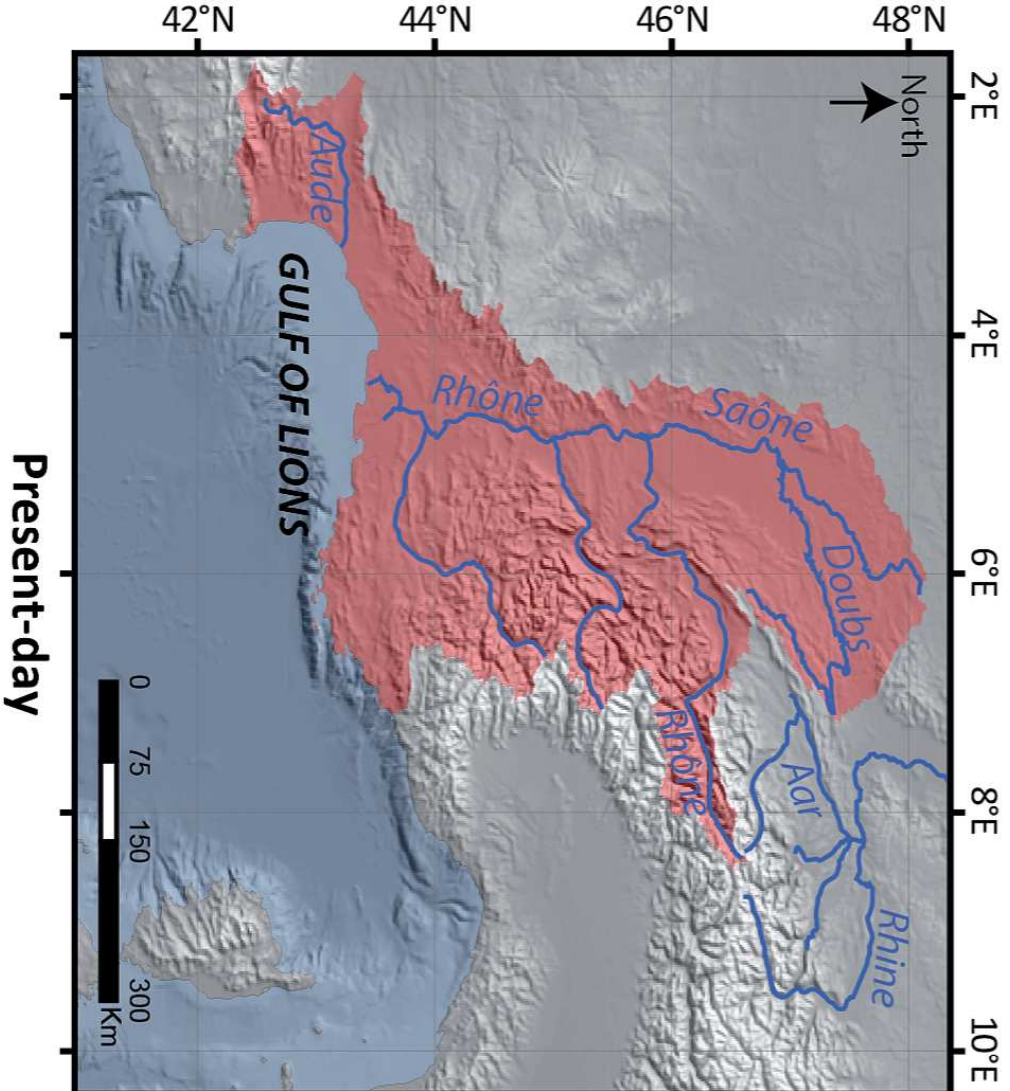 42°N
44°N
46°N
48°N
2°E
4°E
6°E
8°E
10°E
North
Aude
GULF OF LIONS
Rhône
Saône
Doubs
Rhône
Aar
Rhine
0
75
150
300
Km
Present-day